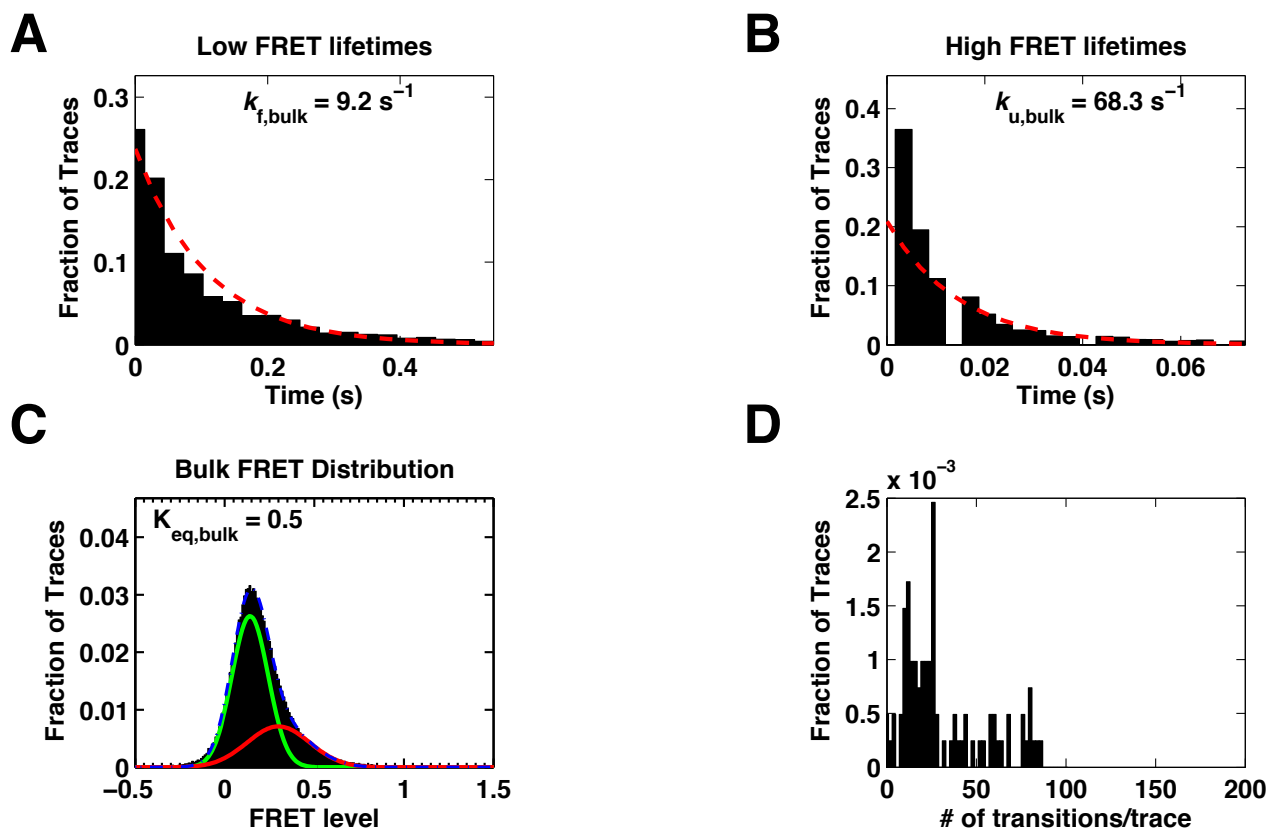 A
Low FRET lifetimes
k_f,bulk = 9.2 s⁻¹
Fraction of Traces
0.3
0.2
0.1
0
0
0.2
0.4
Time (s)
B
High FRET lifetimes
k_u,bulk = 68.3 s⁻¹
Fraction of Traces
0.4
0.3
0.2
0.1
0
0
0.02
0.04
0.06
Time (s)
C
Bulk FRET Distribution
K_eq,bulk = 0.5
Fraction of Traces
0.04
0.03
0.02
0.01
0
−0.5
0
0.5
1
1.5
FRET level
D
x 10⁻³
Fraction of Traces
2.5
2
1.5
1
0.5
0
0
50
100
150
200
# of transitions/trace